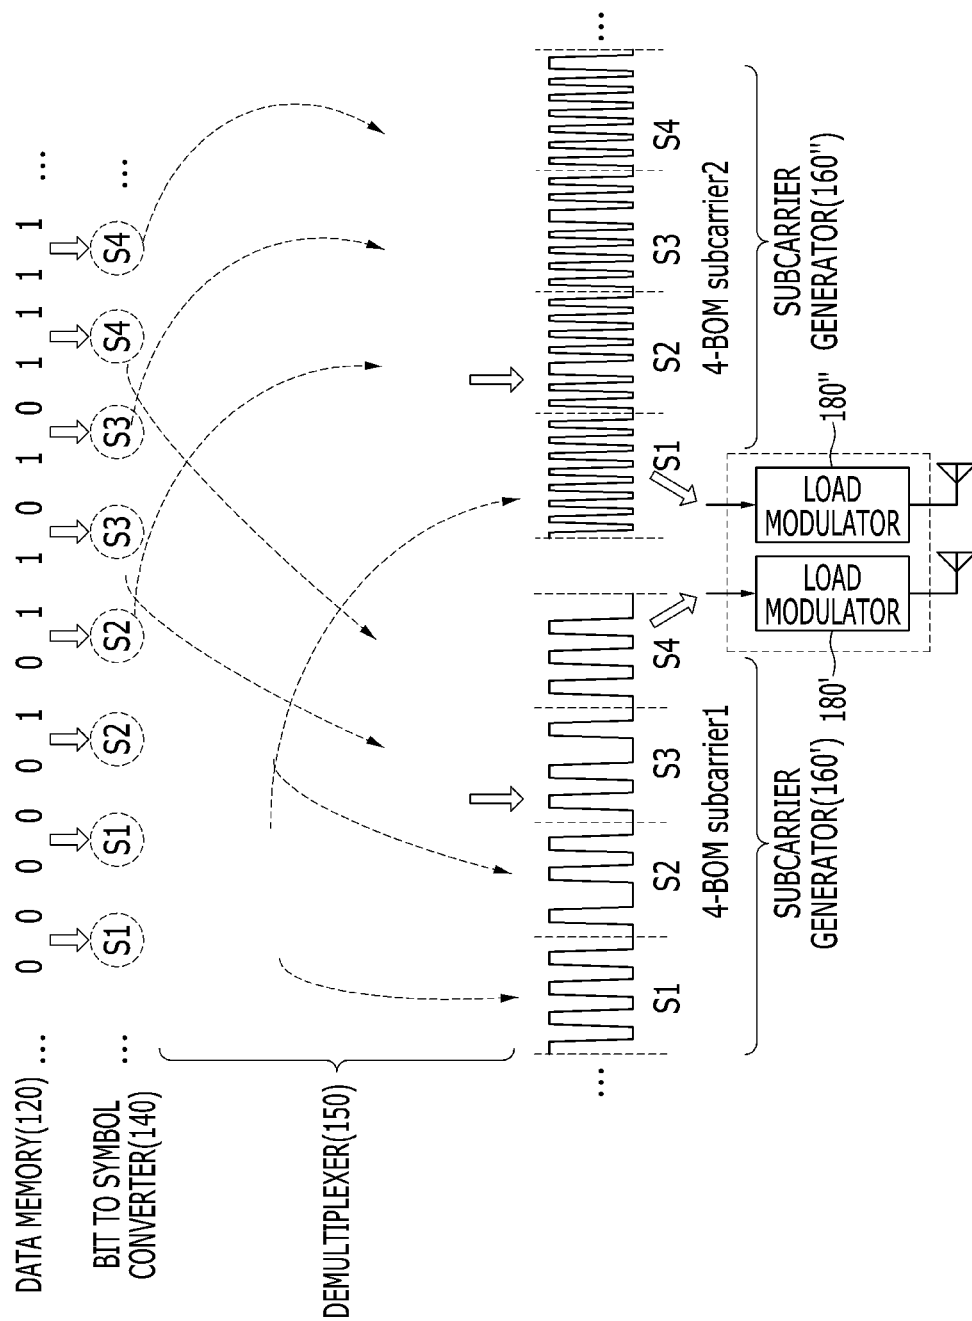 DATA MEMORY(120) ... 0 0 0 0 0 1 0 1 1 0 1 0 1 1 1 1 ...
BIT TO SYMBOL
CONVERTER(140)
... S1 S1 S2 S2 S3 S3 S4 S4 ...
DEMULTIPLEXER(150)
... ...
S1 S2 S3 S4 S1 S2 S3 S4
4-BOM subcarrier1 4-BOM subcarrier2
SUBCARRIER
GENERATOR(160')
LOAD
MODULATOR
LOAD
MODULATOR
SUBCARRIER
GENERATOR(160")
180' 180"